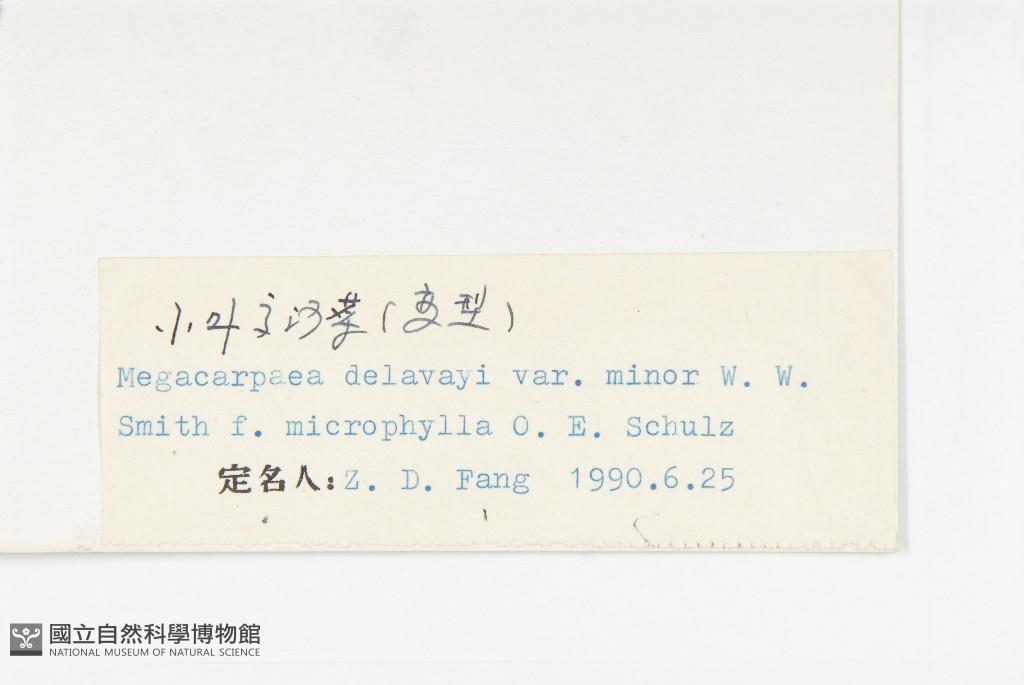 小叶高河菜(变型)
Megacarpaea delavayi var. minor W. W.
Smith f. microphylla O. E. Schulz
定名人:Z. D. Fang 1990.6.25
國立自然科學博物館
NATIONAL MUSEUM OF NATURAL SCIENCE